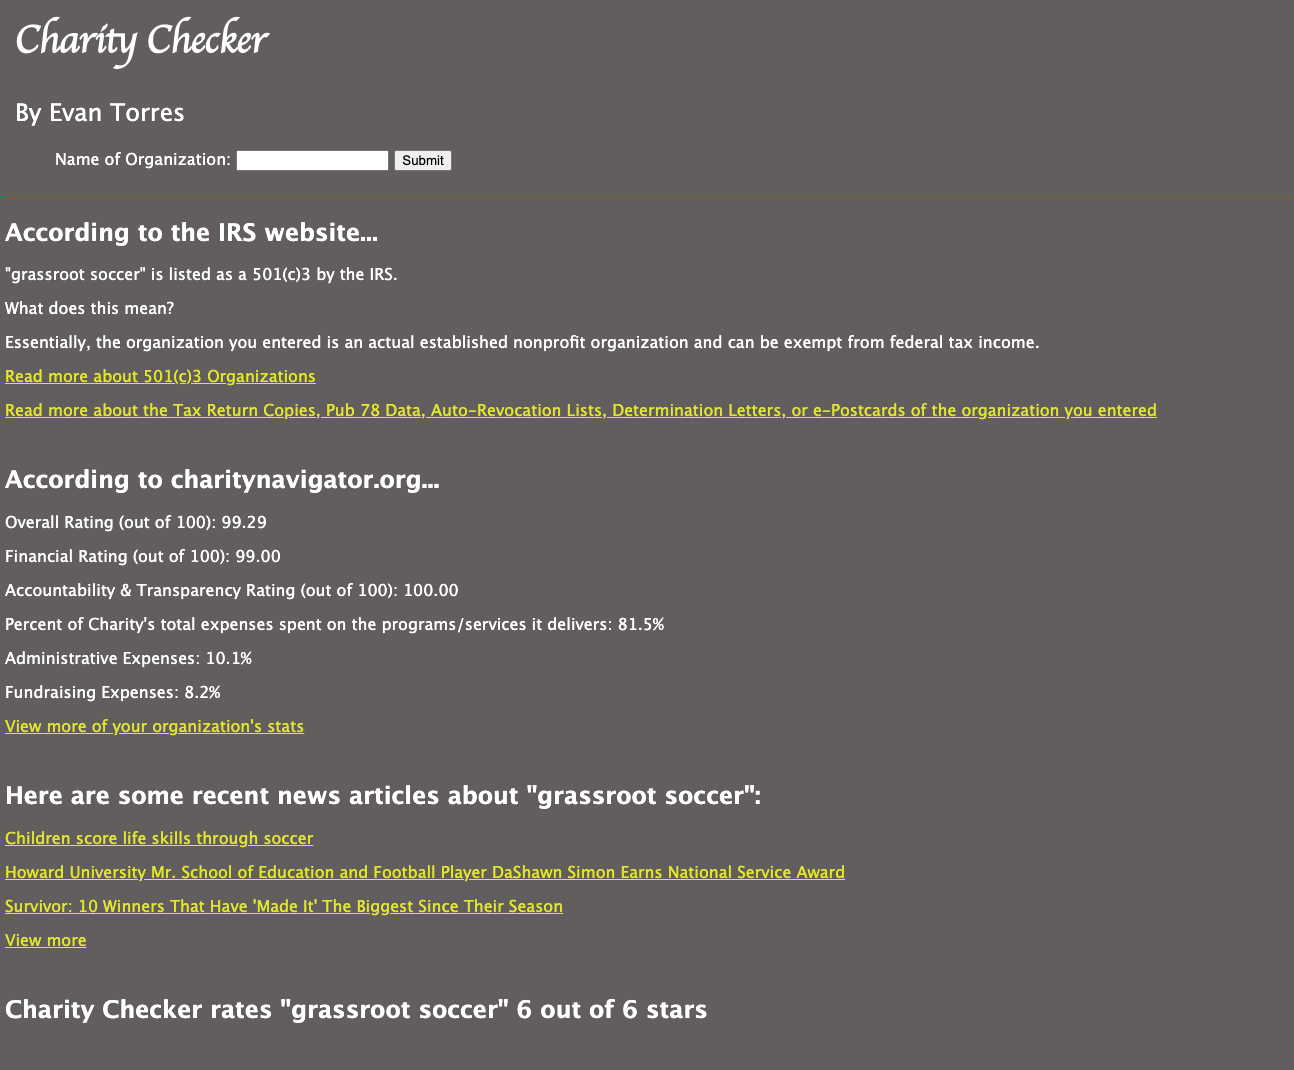 Charity Checker
By Evan Torres
Name of Organization: Submit
According to the IRS website...
"grassroot soccer" is listed as a 501(c)3 by the IRS.
What does this mean?
Essentially, the organization you entered is an actual established nonprofit organization and can be exempt from federal tax income.
Read more about 501(c)3 Organizations
Read more about the Tax Return Copies, Pub 78 Data, Auto-Revocation Lists, Determination Letters, or e-Postcards of the organization you entered
According to charitynavigator.org...
Overall Rating (out of 100): 99.29
Financial Rating (out of 100): 99.00
Accountability & Transparency Rating (out of 100): 100.00
Percent of Charity's total expenses spent on the programs/services it delivers: 81.5%
Administrative Expenses: 10.1%
Fundraising Expenses: 8.2%
View more of your organization's stats
Here are some recent news articles about "grassroot soccer":
Children score life skills through soccer
Howard University Mr. School of Education and Football Player DaShawn Simon Earns National Service Award
Survivor: 10 Winners That Have 'Made It' The Biggest Since Their Season
View more
Charity Checker rates "grassroot soccer" 6 out of 6 stars